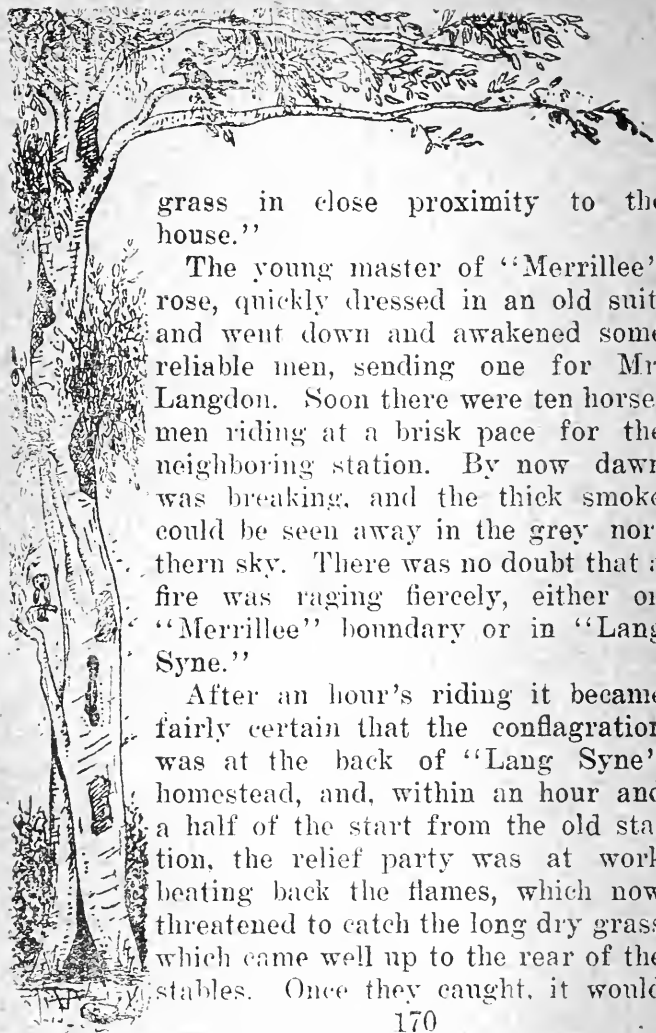 grass in close proximity to the
house."
The young master of "Merrillee'
rose, quickly dressed in an old suit
and went down and awakened some
reliable men, sending one for Mr
Langdon. Soon there were ten horse
men riding at a brisk pace for the
neighboring station. By now dawn
was breaking, and the thick smoke
could be seen away in the grey nor
thern sky. There was no doubt that a
fire was raging fiercely, either on
"Merrillee" boundary or in "Lang
Syne."
After an hour's riding it became
fairly certain that the conflagration
was at the back of "Lang Syne'
homestead, and, within an hour and
a half of the start from the old sta
tion, the relief party was at work
beating back the flames, which now
threatened to catch the long dry grass
which came well up to the rear of the
stables. Once they caught, it would
170